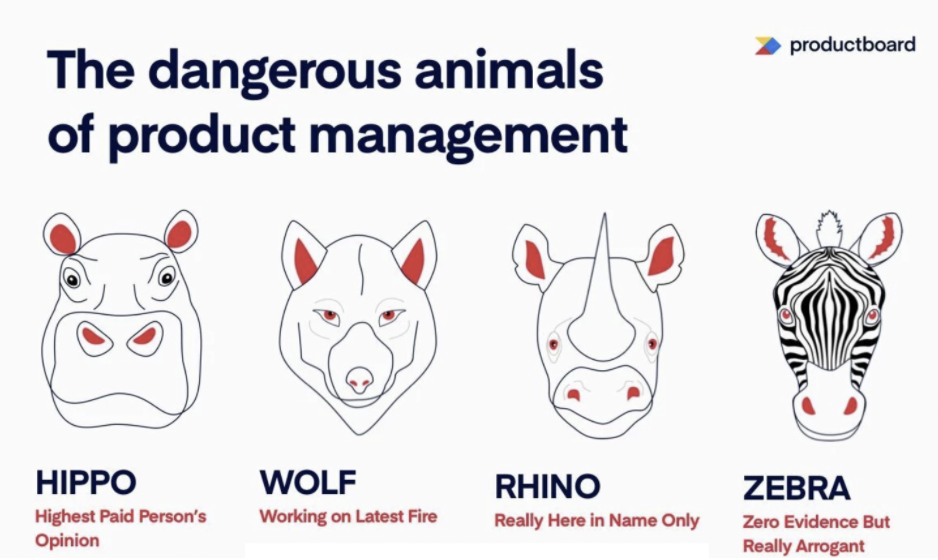 productboard
The dangerous animals
of product management
HIPPO
Highest Paid Person's
Opinion
WOLF
Working on Latest Fire
RHINO
Really Here in Name Only
ZEBRA
Zero Evidence But
Really Arrogant